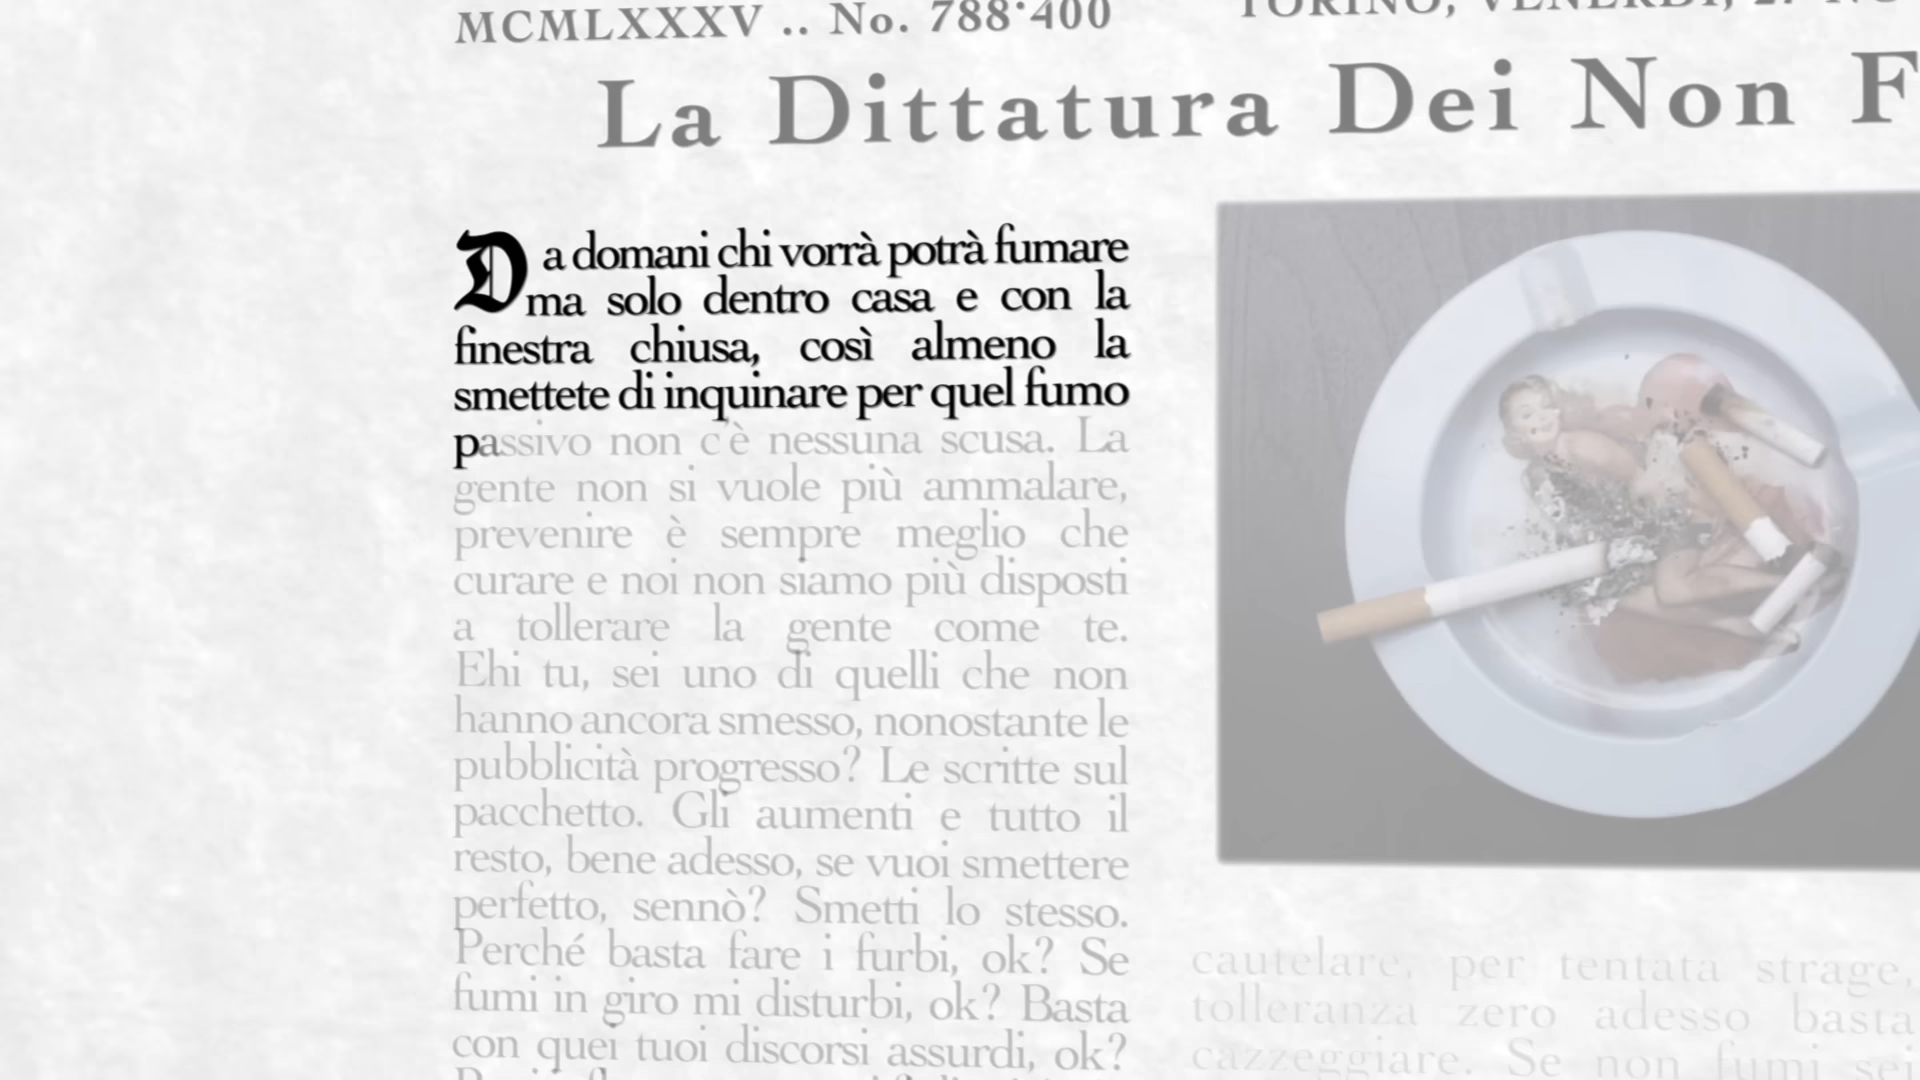 MCMLXXXV .. No. 788·400
La Dittatura Dei Non
Da domani chi vorrà potrà fumare
ma solo dentro casa e con la
finestra chiusa, così almeno la
smettete di inquinare per quel fumo
passivo non c'è nessuna scusa. La
gente non si vuole più ammalare,
prevenire è sempre meglio che
curare e noi non siamo più disposti
a tollerare la gente come te.
Ehi tu, sei uno di quelli che non
hanno ancora smesso, nonostante le
pubblicità progresso? Le scritte sul
pacchetto. Gli aumenti e tutto il
resto, bene adesso, se vuoi smettere
perfetto, sennò? Smetti lo stesso.
Perché basta fare i furbi, ok? Se
fumi in giro mi disturbi, ok? Basta
con quei tuoi discorsi assurdi, ok?
TORINO, VENERDI, 27
cautelare, per tentata strage,
tolleranza zero adesso basta
cazzeggiare. Se non fumi sei